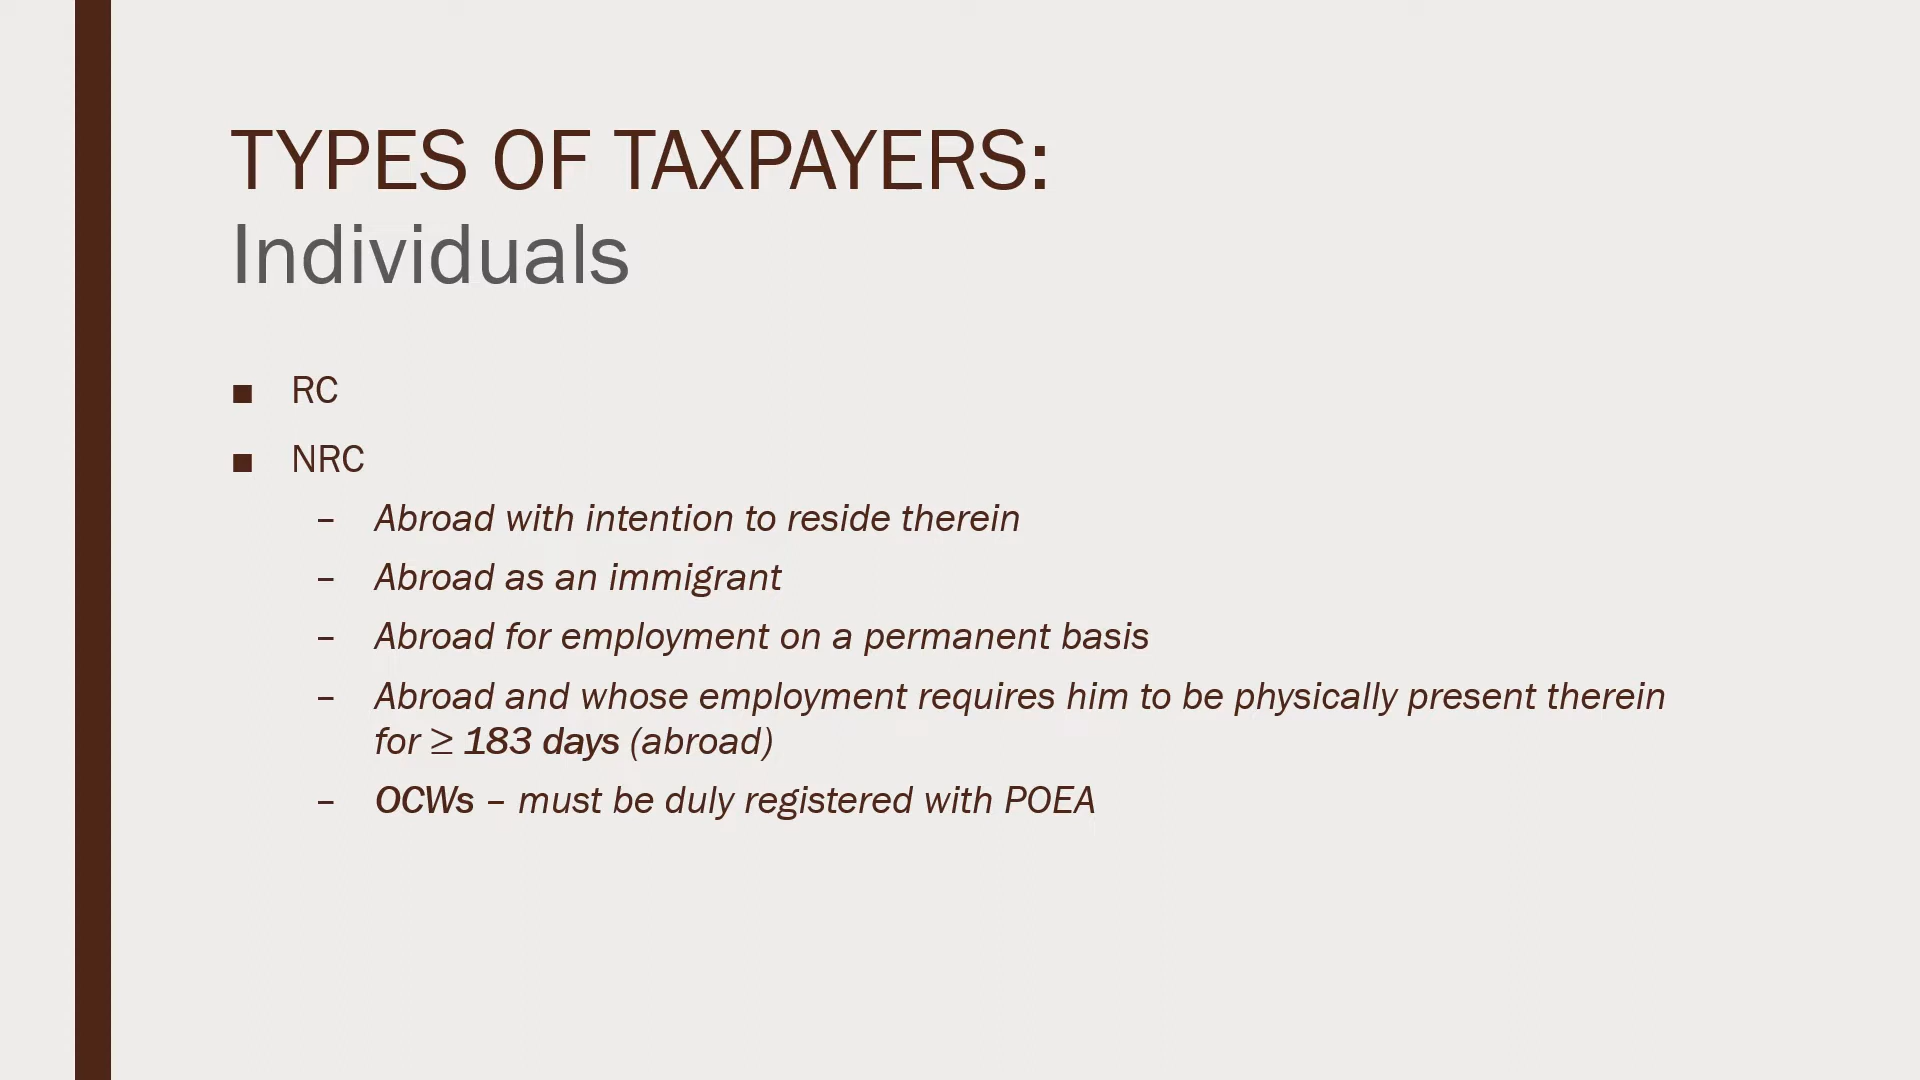 TYPES OF TAXPAYERS:
Individuals
■ RC
■ NRC
– Abroad with intention to reside therein
– Abroad as an immigrant
– Abroad for employment on a permanent basis
– Abroad and whose employment requires him to be physically present therein
for ≥ 183 days (abroad)
– OCWs – must be duly registered with POEA